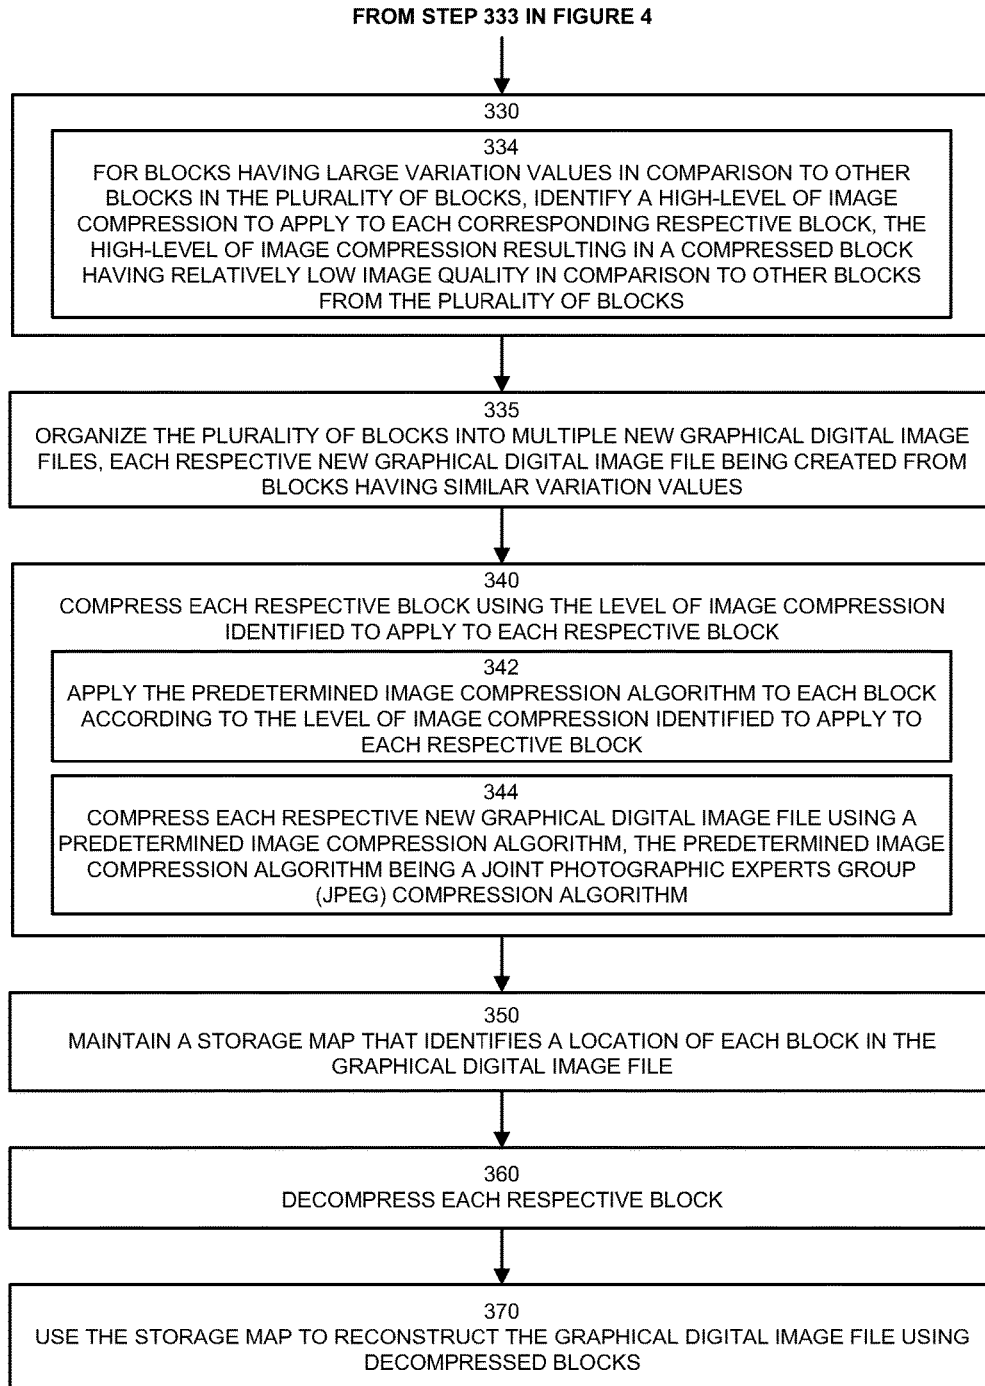 FROM STEP 333 IN FIGURE 4
330
334
FOR BLOCKS HAVING LARGE VARIATION VALUES IN COMPARISON TO OTHER
BLOCKS IN THE PLURALITY OF BLOCKS, IDENTIFY A HIGH-LEVEL OF IMAGE
COMPRESSION TO APPLY TO EACH CORRESPONDING RESPECTIVE BLOCK, THE
HIGH-LEVEL OF IMAGE COMPRESSION RESULTING IN A COMPRESSED BLOCK
HAVING RELATIVELY LOW IMAGE QUALITY IN COMPARISON TO OTHER BLOCKS
FROM THE PLURALITY OF BLOCKS
335
ORGANIZE THE PLURALITY OF BLOCKS INTO MULTIPLE NEW GRAPHICAL DIGITAL IMAGE
FILES, EACH RESPECTIVE NEW GRAPHICAL DIGITAL IMAGE FILE BEING CREATED FROM
BLOCKS HAVING SIMILAR VARIATION VALUES
340
COMPRESS EACH RESPECTIVE BLOCK USING THE LEVEL OF IMAGE COMPRESSION
IDENTIFIED TO APPLY TO EACH RESPECTIVE BLOCK
342
APPLY THE PREDETERMINED IMAGE COMPRESSION ALGORITHM TO EACH BLOCK
ACCORDING TO THE LEVEL OF IMAGE COMPRESSION IDENTIFIED TO APPLY TO
EACH RESPECTIVE BLOCK
344
COMPRESS EACH RESPECTIVE NEW GRAPHICAL DIGITAL IMAGE FILE USING A
PREDETERMINED IMAGE COMPRESSION ALGORITHM, THE PREDETERMINED IMAGE
COMPRESSION ALGORITHM BEING A JOINT PHOTOGRAPHIC EXPERTS GROUP
(JPEG) COMPRESSION ALGORITHM
350
MAINTAIN A STORAGE MAP THAT IDENTIFIES A LOCATION OF EACH BLOCK IN THE
GRAPHICAL DIGITAL IMAGE FILE
360
DECOMPRESS EACH RESPECTIVE BLOCK
370
USE THE STORAGE MAP TO RECONSTRUCT THE GRAPHICAL DIGITAL IMAGE FILE USING
DECOMPRESSED BLOCKS